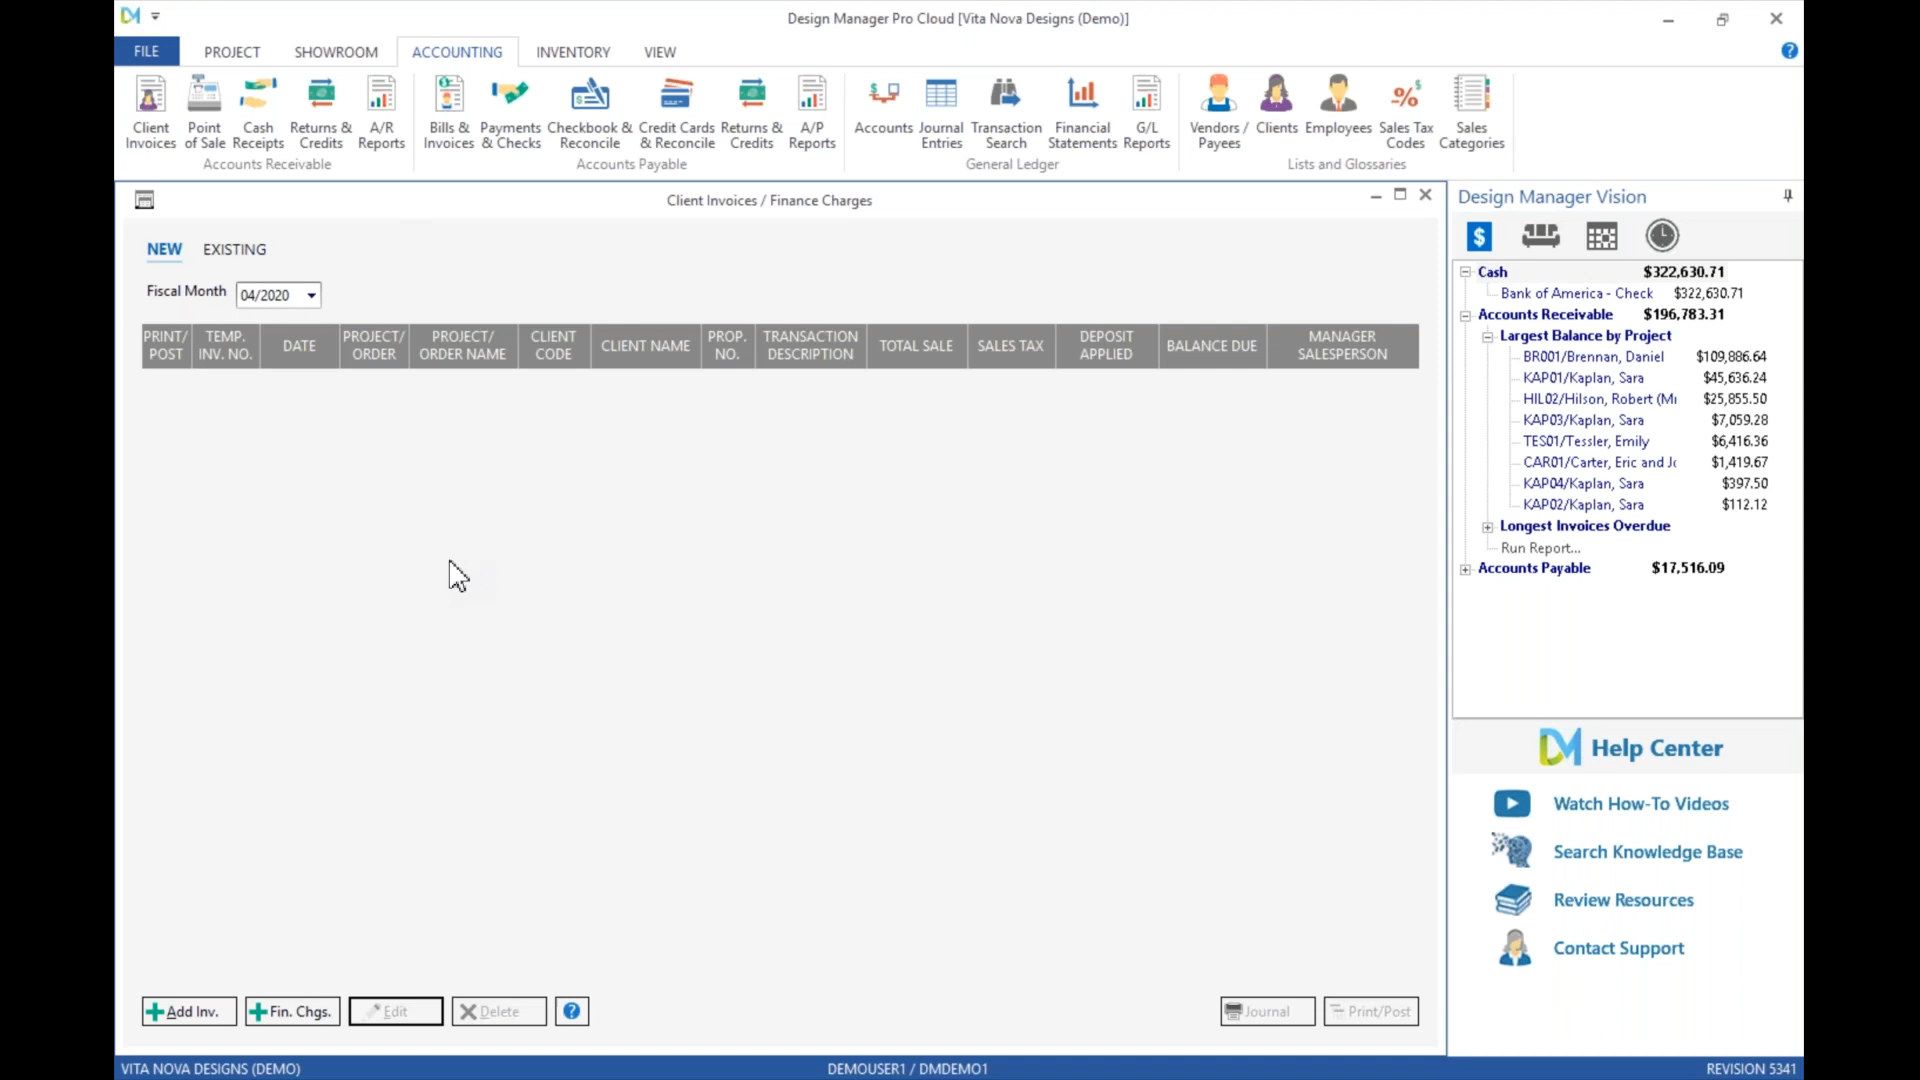 Design Manager Pro Cloud [Vita Nova Designs (Demo)]
FILE PROJECT SHOWROOM ACCOUNTING INVENTORY VIEW
Client Invoices
Point of Sale
Cash Receipts
Returns & Credits
A/R Reports
Accounts Receivable
Bills & Invoices
Payments & Checks
Checkbook & Reconcile
Credit Cards & Reconcile
Returns & Credits
A/P Reports
Accounts Payable
Accounts
Journal Entries
Transaction Search
Financial Statements
G/L Reports
General Ledger
Vendors / Payees
Clients
Employees
Sales Tax Codes
Sales Categories
Lists and Glossaries
Client Invoices / Finance Charges
NEW EXISTING
Fiscal Month 04/2020
PRINT/ POST
TEMP. INV. NO.
DATE
PROJECT/ ORDER
PROJECT/ ORDER NAME
CLIENT CODE
CLIENT NAME
PROP. NO.
TRANSACTION DESCRIPTION
TOTAL SALE
SALES TAX
DEPOSIT APPLIED
BALANCE DUE
MANAGER SALESPERSON
Add Inv. Fin. Chgs. Edit Delete ? Journal Print/Post
Design Manager Vision
$
Cash $322,630.71
Bank of America - Check $322,630.71
Accounts Receivable $196,783.31
Largest Balance by Project
BR001/Brennan, Daniel $109,886.64
KAP01/Kaplan, Sara $45,636.24
HIL02/Hilson, Robert (Mr $25,855.50
KAP03/Kaplan, Sara $7,059.28
TES01/Tessler, Emily $6,416.36
CAR01/Carter, Eric and Jo $1,419.67
KAP04/Kaplan, Sara $397.50
KAP02/Kaplan, Sara $112.12
Longest Invoices Overdue
Run Report...
Accounts Payable $17,516.09
DM Help Center
Watch How-To Videos
Search Knowledge Base
Review Resources
Contact Support
VITA NOVA DESIGNS (DEMO) DEMOUSER1 / DMDEMO1 REVISION 5341